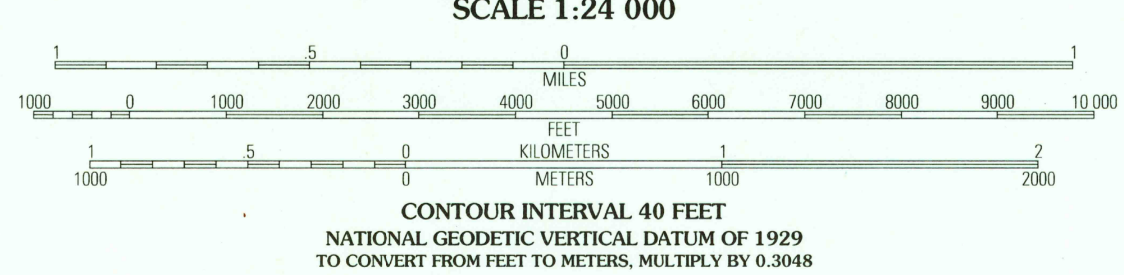 SCALE 1:24 000
1 .5 0 1
MILES
1000 0 1000 2000 3000 4000 5000 6000 7000 8000 9000 10 000
FEET
1 .5 0 KILOMETERS 1 2
1000 0 METERS 1000 2000
CONTOUR INTERVAL 40 FEET
NATIONAL GEODETIC VERTICAL DATUM OF 1929
TO CONVERT FROM FEET TO METERS, MULTIPLY BY 0.3048